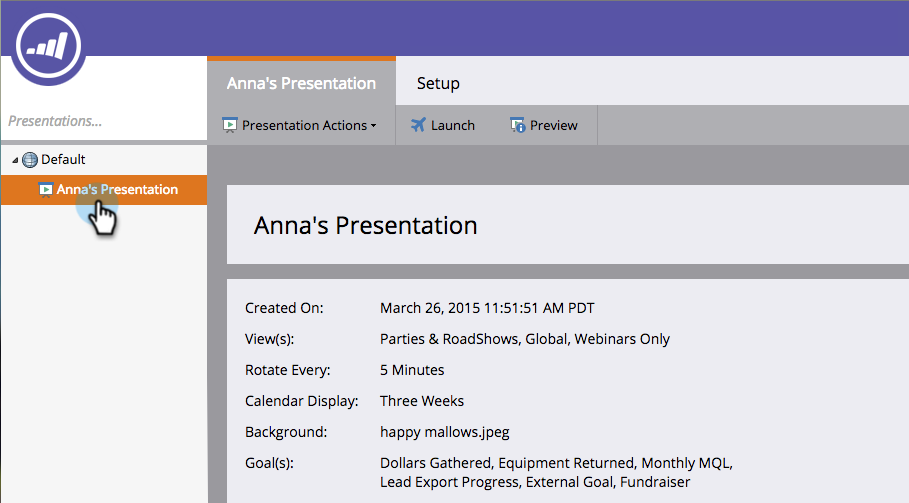 Anna's Presentation
Setup
Presentations...
Presentation Actions
Launch
Preview
Default
Anna's Presentation
Anna's Presentation
Created On: March 26, 2015 11:51:51 AM PDT
View(s): Parties & RoadShows, Global, Webinars Only
Rotate Every: 5 Minutes
Calendar Display: Three Weeks
Background: happy mallows.jpeg
Goal(s): Dollars Gathered, Equipment Returned, Monthly MQL,
Lead Export Progress, External Goal, Fundraiser